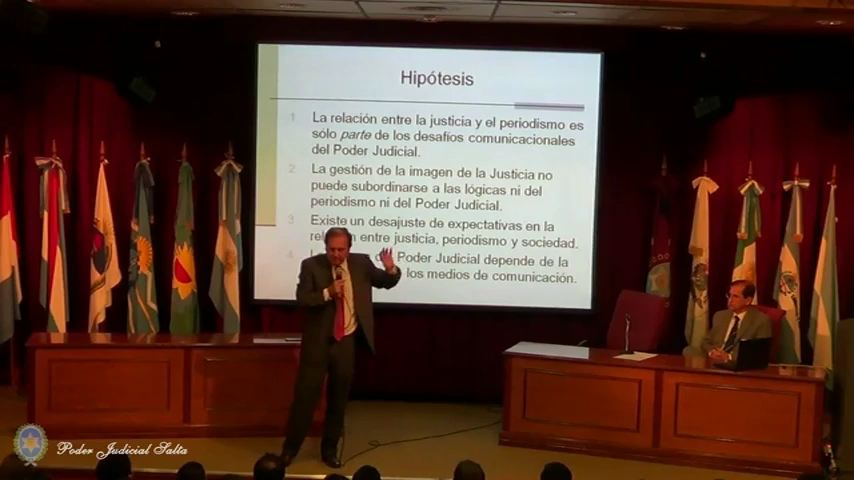 Hipótesis
1. La relación entre la justicia y el periodismo es
sólo parte de los desafíos comunicacionales
del Poder Judicial.
2. La gestión de la imagen de la Justicia no
puede subordinarse a las lógicas ni del
periodismo ni del Poder Judicial.
3. Existe un desajuste de expectativas en la
entre justicia, periodismo y sociedad.
4. Poder Judicial depende de la
los medios de comunicación.
Poder Judicial Salta